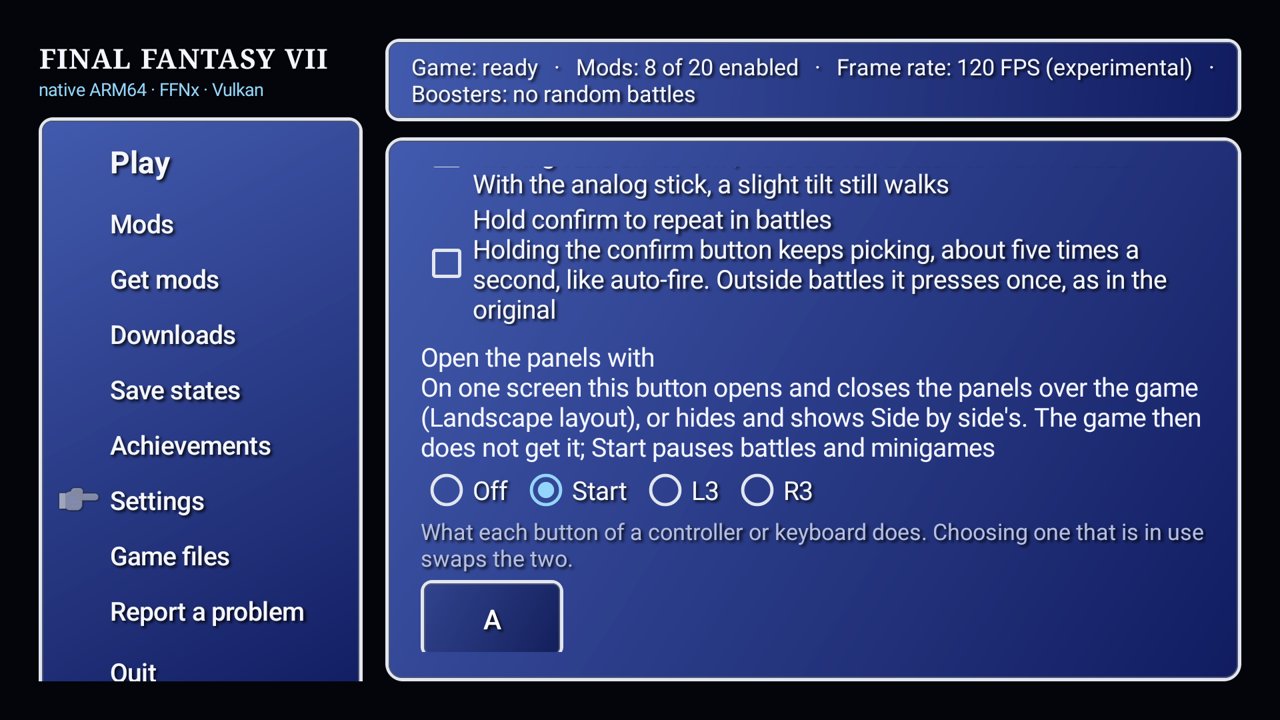 FINAL FANTASY VII
native ARM64 · FFNx · Vulkan
Play
Mods
Get mods
Downloads
Save states
Achievements
Settings
Game files
Report a problem
Quit
Game: ready · Mods: 8 of 20 enabled · Frame rate: 120 FPS (experimental) ·
Boosters: no random battles
With the analog stick, a slight tilt still walks
Hold confirm to repeat in battles
Holding the confirm button keeps picking, about five times a
second, like auto-fire. Outside battles it presses once, as in the
original
Open the panels with
On one screen this button opens and closes the panels over the game
(Landscape layout), or hides and shows Side by side's. The game then
does not get it; Start pauses battles and minigames
Off Start L3 R3
What each button of a controller or keyboard does. Choosing one that is in use
swaps the two.
A